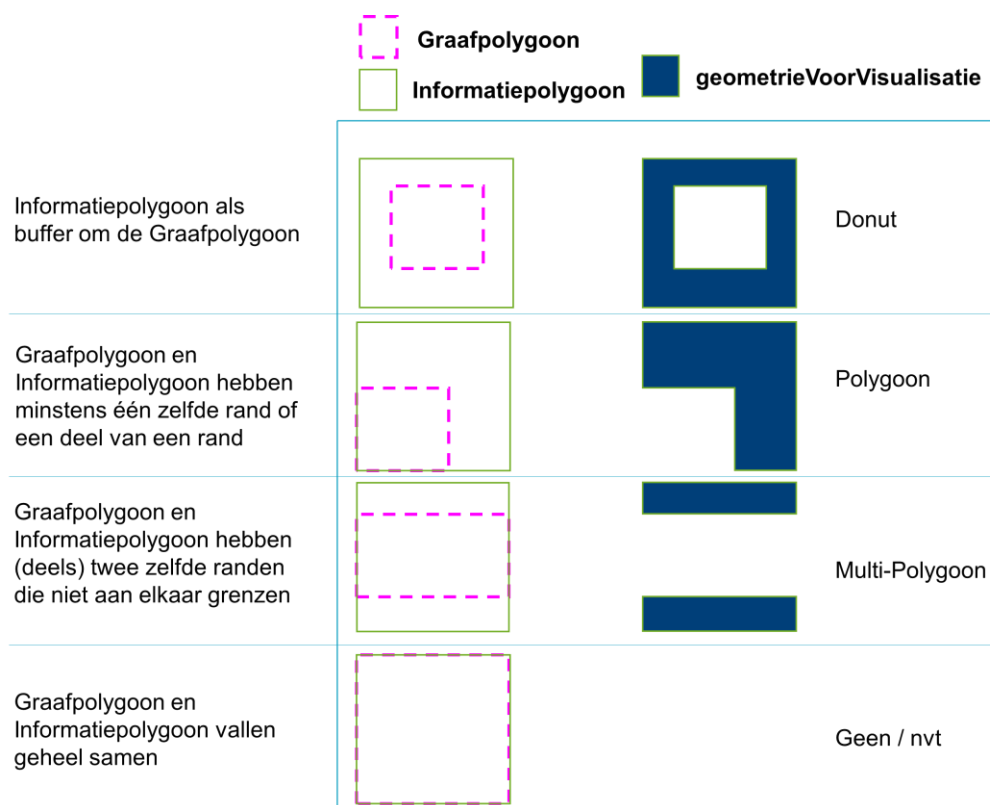 Graafpolygoon
Informatiepolygoon
geometrieVoorVisualisatie
Informatiepolygoon als
buffer om de Graafpolygoon
Donut
Graafpolygoon en
Informatiepolygoon hebben
minstens één zelfde rand of
een deel van een rand
Polygoon
Graafpolygoon en
Informatiepolygoon hebben
(deels) twee zelfde randen
die niet aan elkaar grenzen
Multi-Polygoon
Graafpolygoon en
Informatiepolygoon vallen
geheel samen
Geen / nvt